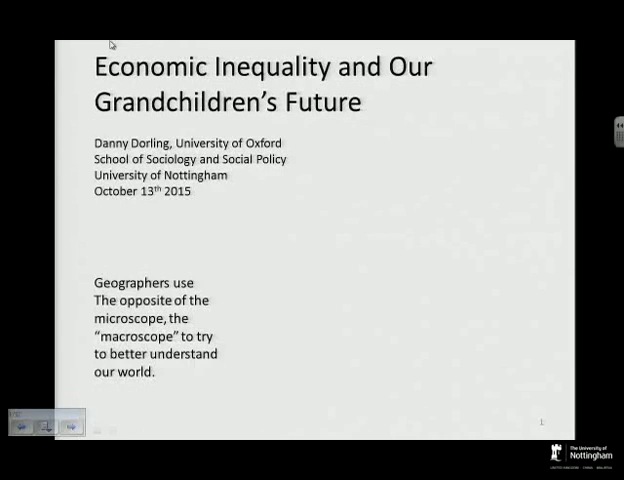 Economic Inequality and Our
Grandchildren's Future
Danny Dorling, University of Oxford
School of Sociology and Social Policy
University of Nottingham
October 13th 2015
Geographers use
The opposite of the
microscope, the
“macroscope” to try
to better understand
our world.
1
The University of
Nottingham